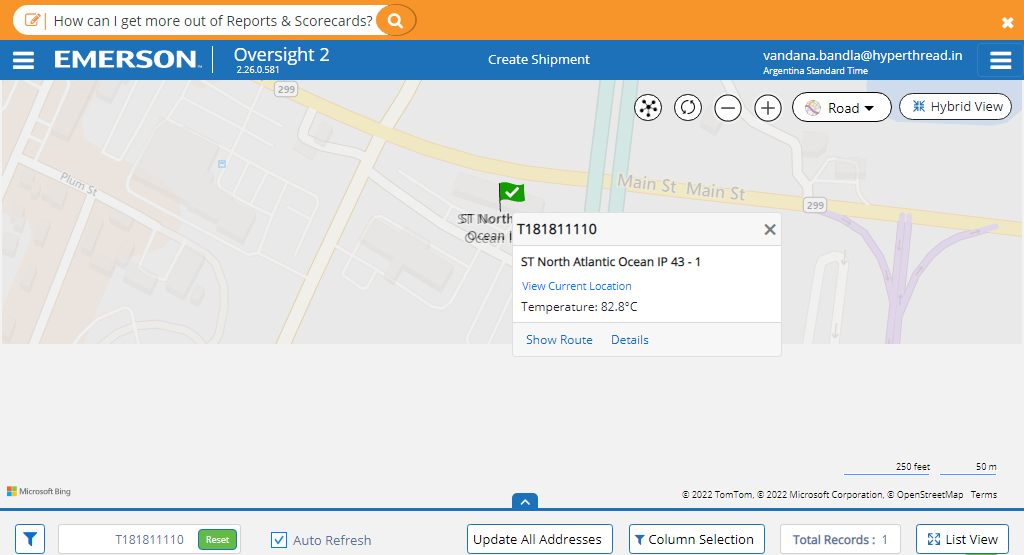 How can I get more out of Reports & Scorecards?
EMERSON
Oversight 2
2.26.0.581
Create Shipment
vandana.bandla@hyperthread.in
Argentina Standard Time
299
Road
Hybrid View
Plum St
Main St Main St
299
ST North
Ocean
T181811110
ST North Atlantic Ocean IP 43 - 1
View Current Location
Temperature: 82.8°C
Show Route Details
250 feet 50 m
Microsoft Bing
© 2022 TomTom, © 2022 Microsoft Corporation, © OpenStreetMap Terms
T181811110 Reset
Auto Refresh
Update All Addresses
Column Selection
Total Records : 1
List View